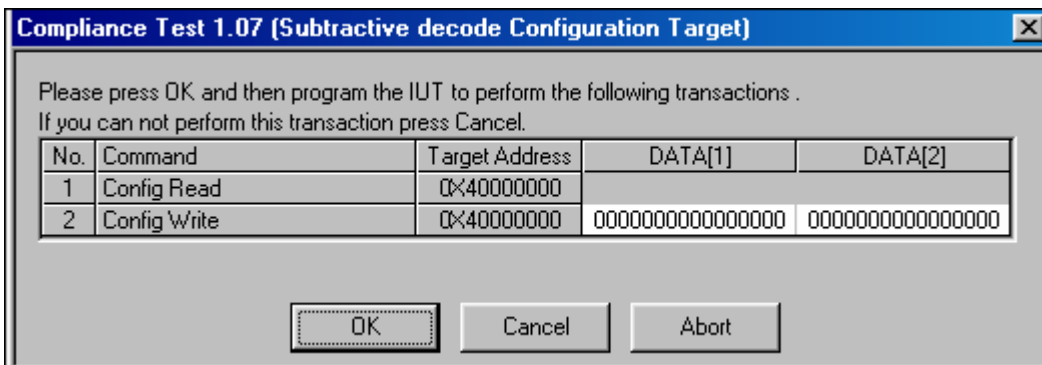 Compliance Test 1.07 (Subtractive decode Configuration Target)
Please press OK and then program the IUT to perform the following transactions .
If you can not perform this transaction press Cancel.
No. Command Target Address DATA[1] DATA[2]
1 Config Read 0X40000000
2 Config Write 0X40000000 0000000000000000 0000000000000000
OK Cancel Abort